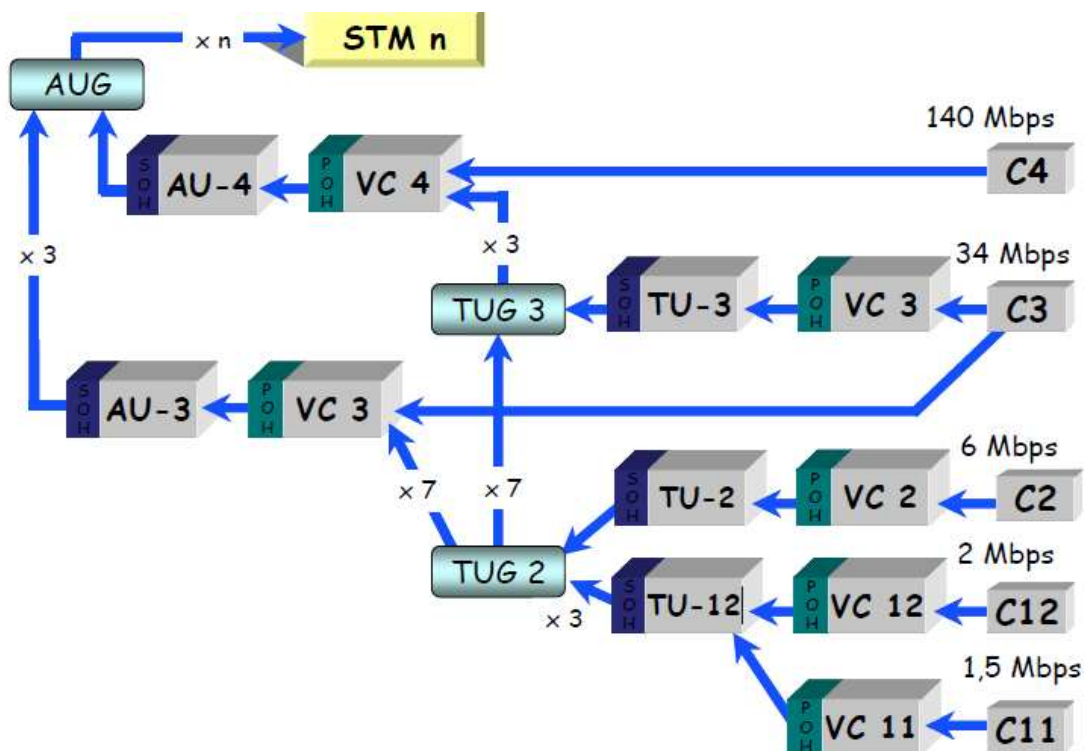 x n
STM n
AUG
140 Mbps
SOH AU-4
POH VC 4
C4
x 3
x 3
34 Mbps
TUG 3
SOH TU-3
POH VC 3
C3
SOH AU-3
POH VC 3
6 Mbps
x 7
x 7
SOH TU-2
POH VC 2
C2
TUG 2
2 Mbps
x 3
SOH TU-12
POH VC 12
C12
1,5 Mbps
POH VC 11
C11